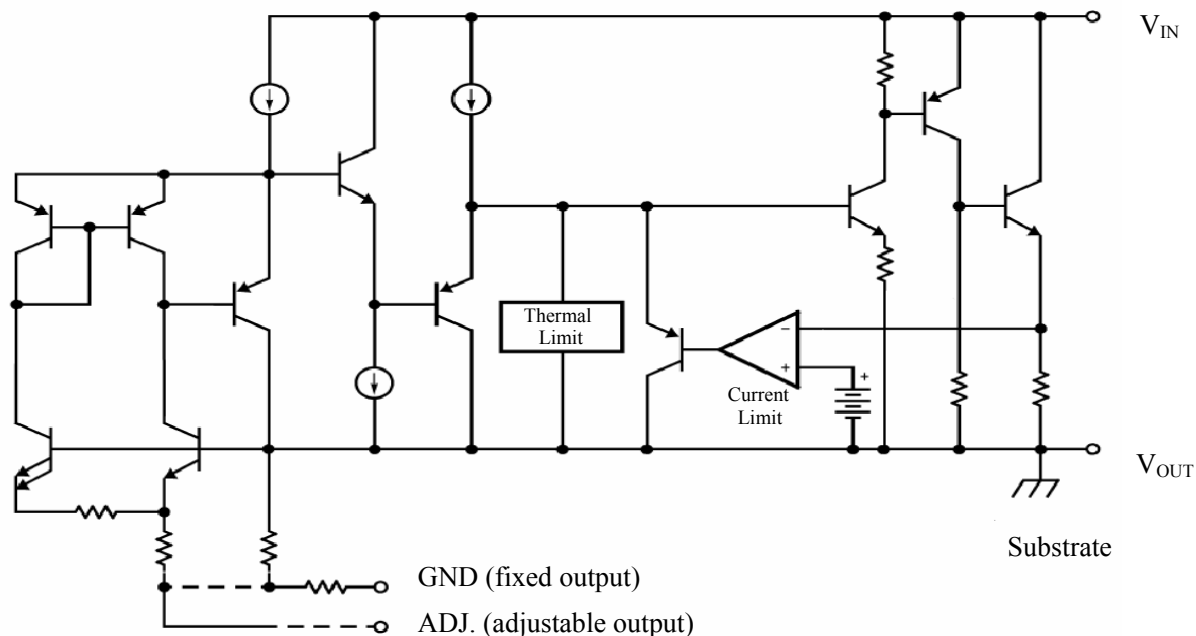 V_IN
Thermal
Limit
−
+
+
Current
Limit
V_OUT
Substrate
GND (fixed output)
ADJ. (adjustable output)